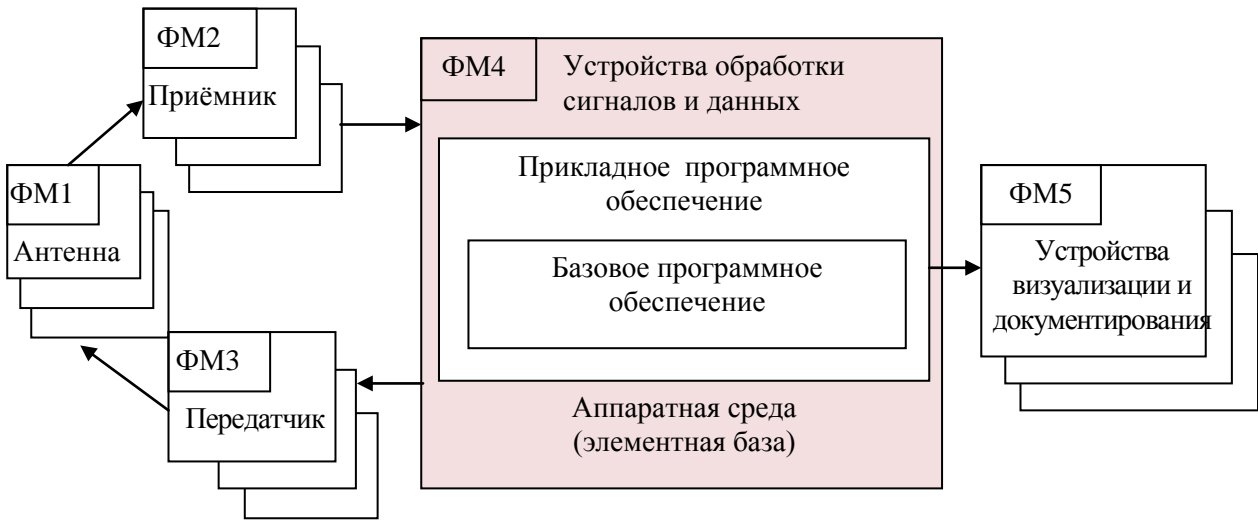 ФМ1
Антенна
ФМ2
Приёмник
ФМ3
Передатчик
ФМ4
Устройства обработки
сигналов и данных
Прикладное программное
обеспечение
Базовое программное
обеспечение
Аппаратная среда
(элементная база)
ФМ5
Устройства
визуализации и
документирования